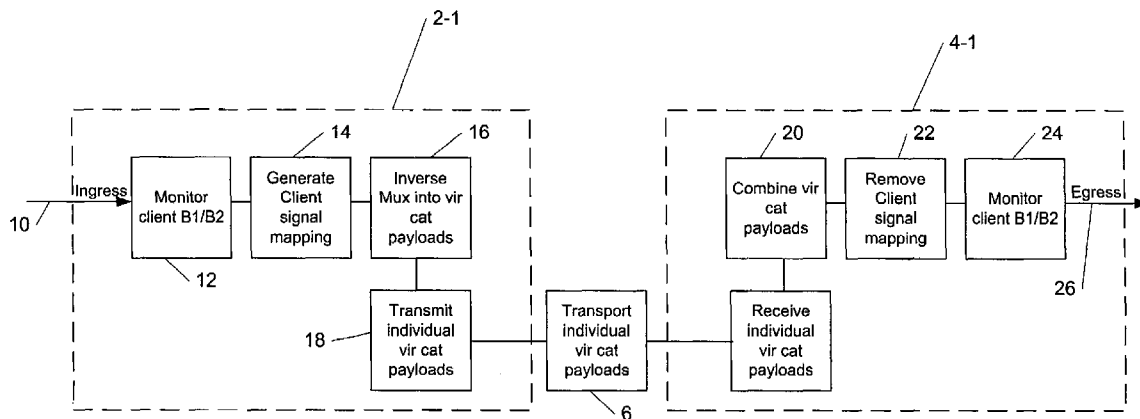 2-1
4-1
14
16
20
22
24
Ingress
Monitor
client B1/B2
Generate
Client
signal
mapping
Inverse
Mux into vir
cat
payloads
Combine vir
cat
payloads
Remove
Client
signal
mapping
Monitor
client B1/B2
Egress
10
12
26
18
Transmit
individual
vir cat
payloads
Transport
individual
vir cat
payloads
Receive
individual
vir cat
payloads
6